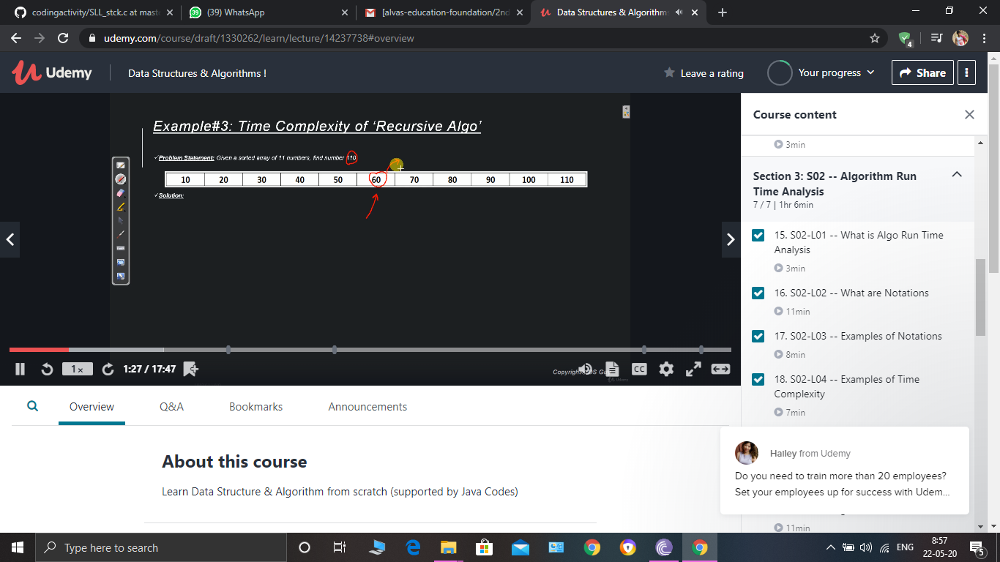 codingactivity/SLL_stck.c at mast
(39) WhatsApp
[alvas-education-foundation/2nd
Data Structures & Algorithms
udemy.com/course/draft/1330262/learn/lecture/14237738#overview
4
Udemy
Data Structures & Algorithms !
Leave a rating
Your progress
Share
Example#3: Time Complexity of ‘Recursive Algo’
✓Problem Statement: Given a sorted array of 11 numbers, find number 110
10 20 30 40 50 60 70 80 90 100 110
✓Solution:
1x
1:27 / 17:47
CC
Overview
Q&A
Bookmarks
Announcements
About this course
Learn Data Structure & Algorithm from scratch (supported by Java Codes)
Course content
3min
Section 3: S02 -- Algorithm Run
Time Analysis
7 / 7 | 1hr 6min
15. S02-L01 -- What is Algo Run Time
Analysis
3min
16. S02-L02 -- What are Notations
11min
17. S02-L03 -- Examples of Notations
8min
18. S02-L04 -- Examples of Time
Complexity
7min
Hailey from Udemy
Do you need to train more than 20 employees?
Set your employees up for success with Udem...
11min
Type here to search
ENG
8:57
22-05-20
5